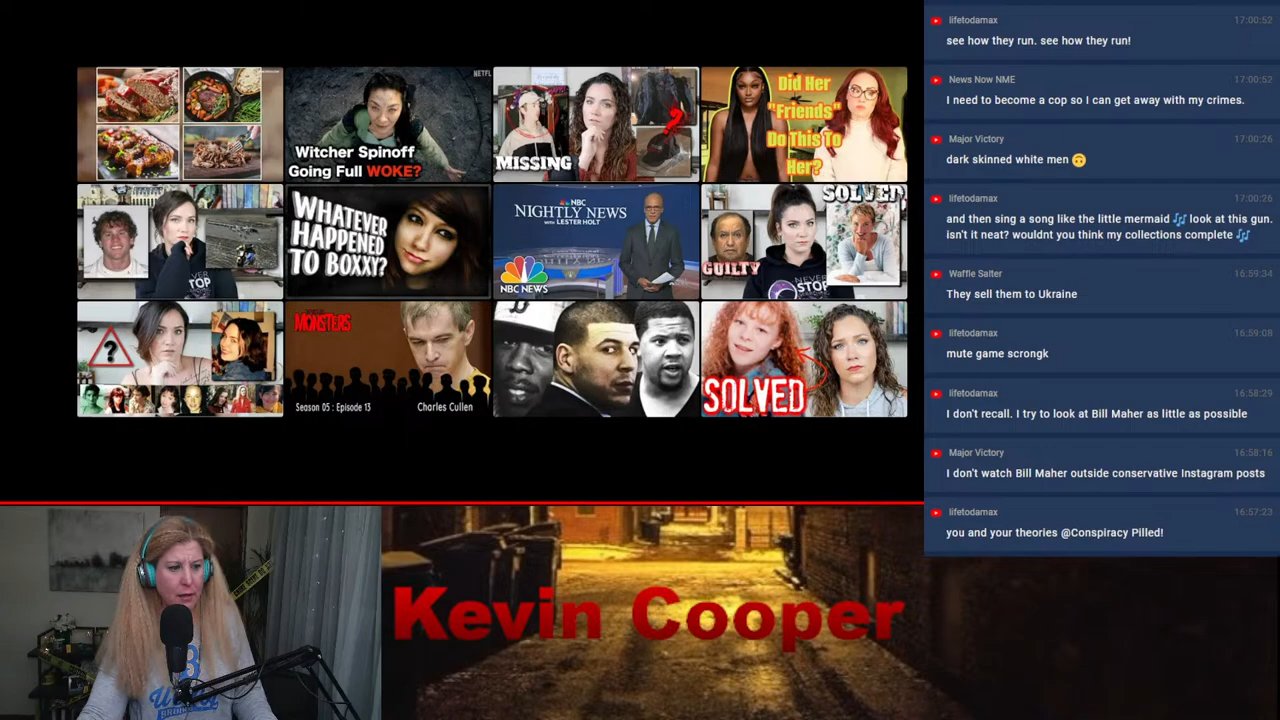 NETFL
Witcher Spinoff
Going Full WOKE?
MISSING
Did Her
"Friends"
Do This To
Her?
WHATEVER
HAPPENED
TO BOXXY?
NBC
NIGHTLY NEWS
WITH LESTER HOLT
NBC NEWS
SOLVED
GUILTY
NEVER
STOP
NEVER
STOP
?
MONSTERS
Season 05 : Episode 13
Charles Cullen
SOLVED
Kevin Cooper
lifetodamax 17:00:52
see how they run. see how they run!
News Now NME 17:00:52
I need to become a cop so I can get away with my crimes.
Major Victory 17:00:26
dark skinned white men 🙃
lifetodamax 17:00:26
and then sing a song like the little mermaid 🎶 look at this gun.
isn't it neat? wouldnt you think my collections complete 🎶
Waffle Salter 16:59:34
They sell them to Ukraine
lifetodamax 16:59:08
mute game scrongk
lifetodamax 16:58:29
I don't recall. I try to look at Bill Maher as little as possible
Major Victory 16:58:16
I don't watch Bill Maher outside conservative Instagram posts
lifetodamax 16:57:23
you and your theories @Conspiracy Pilled!